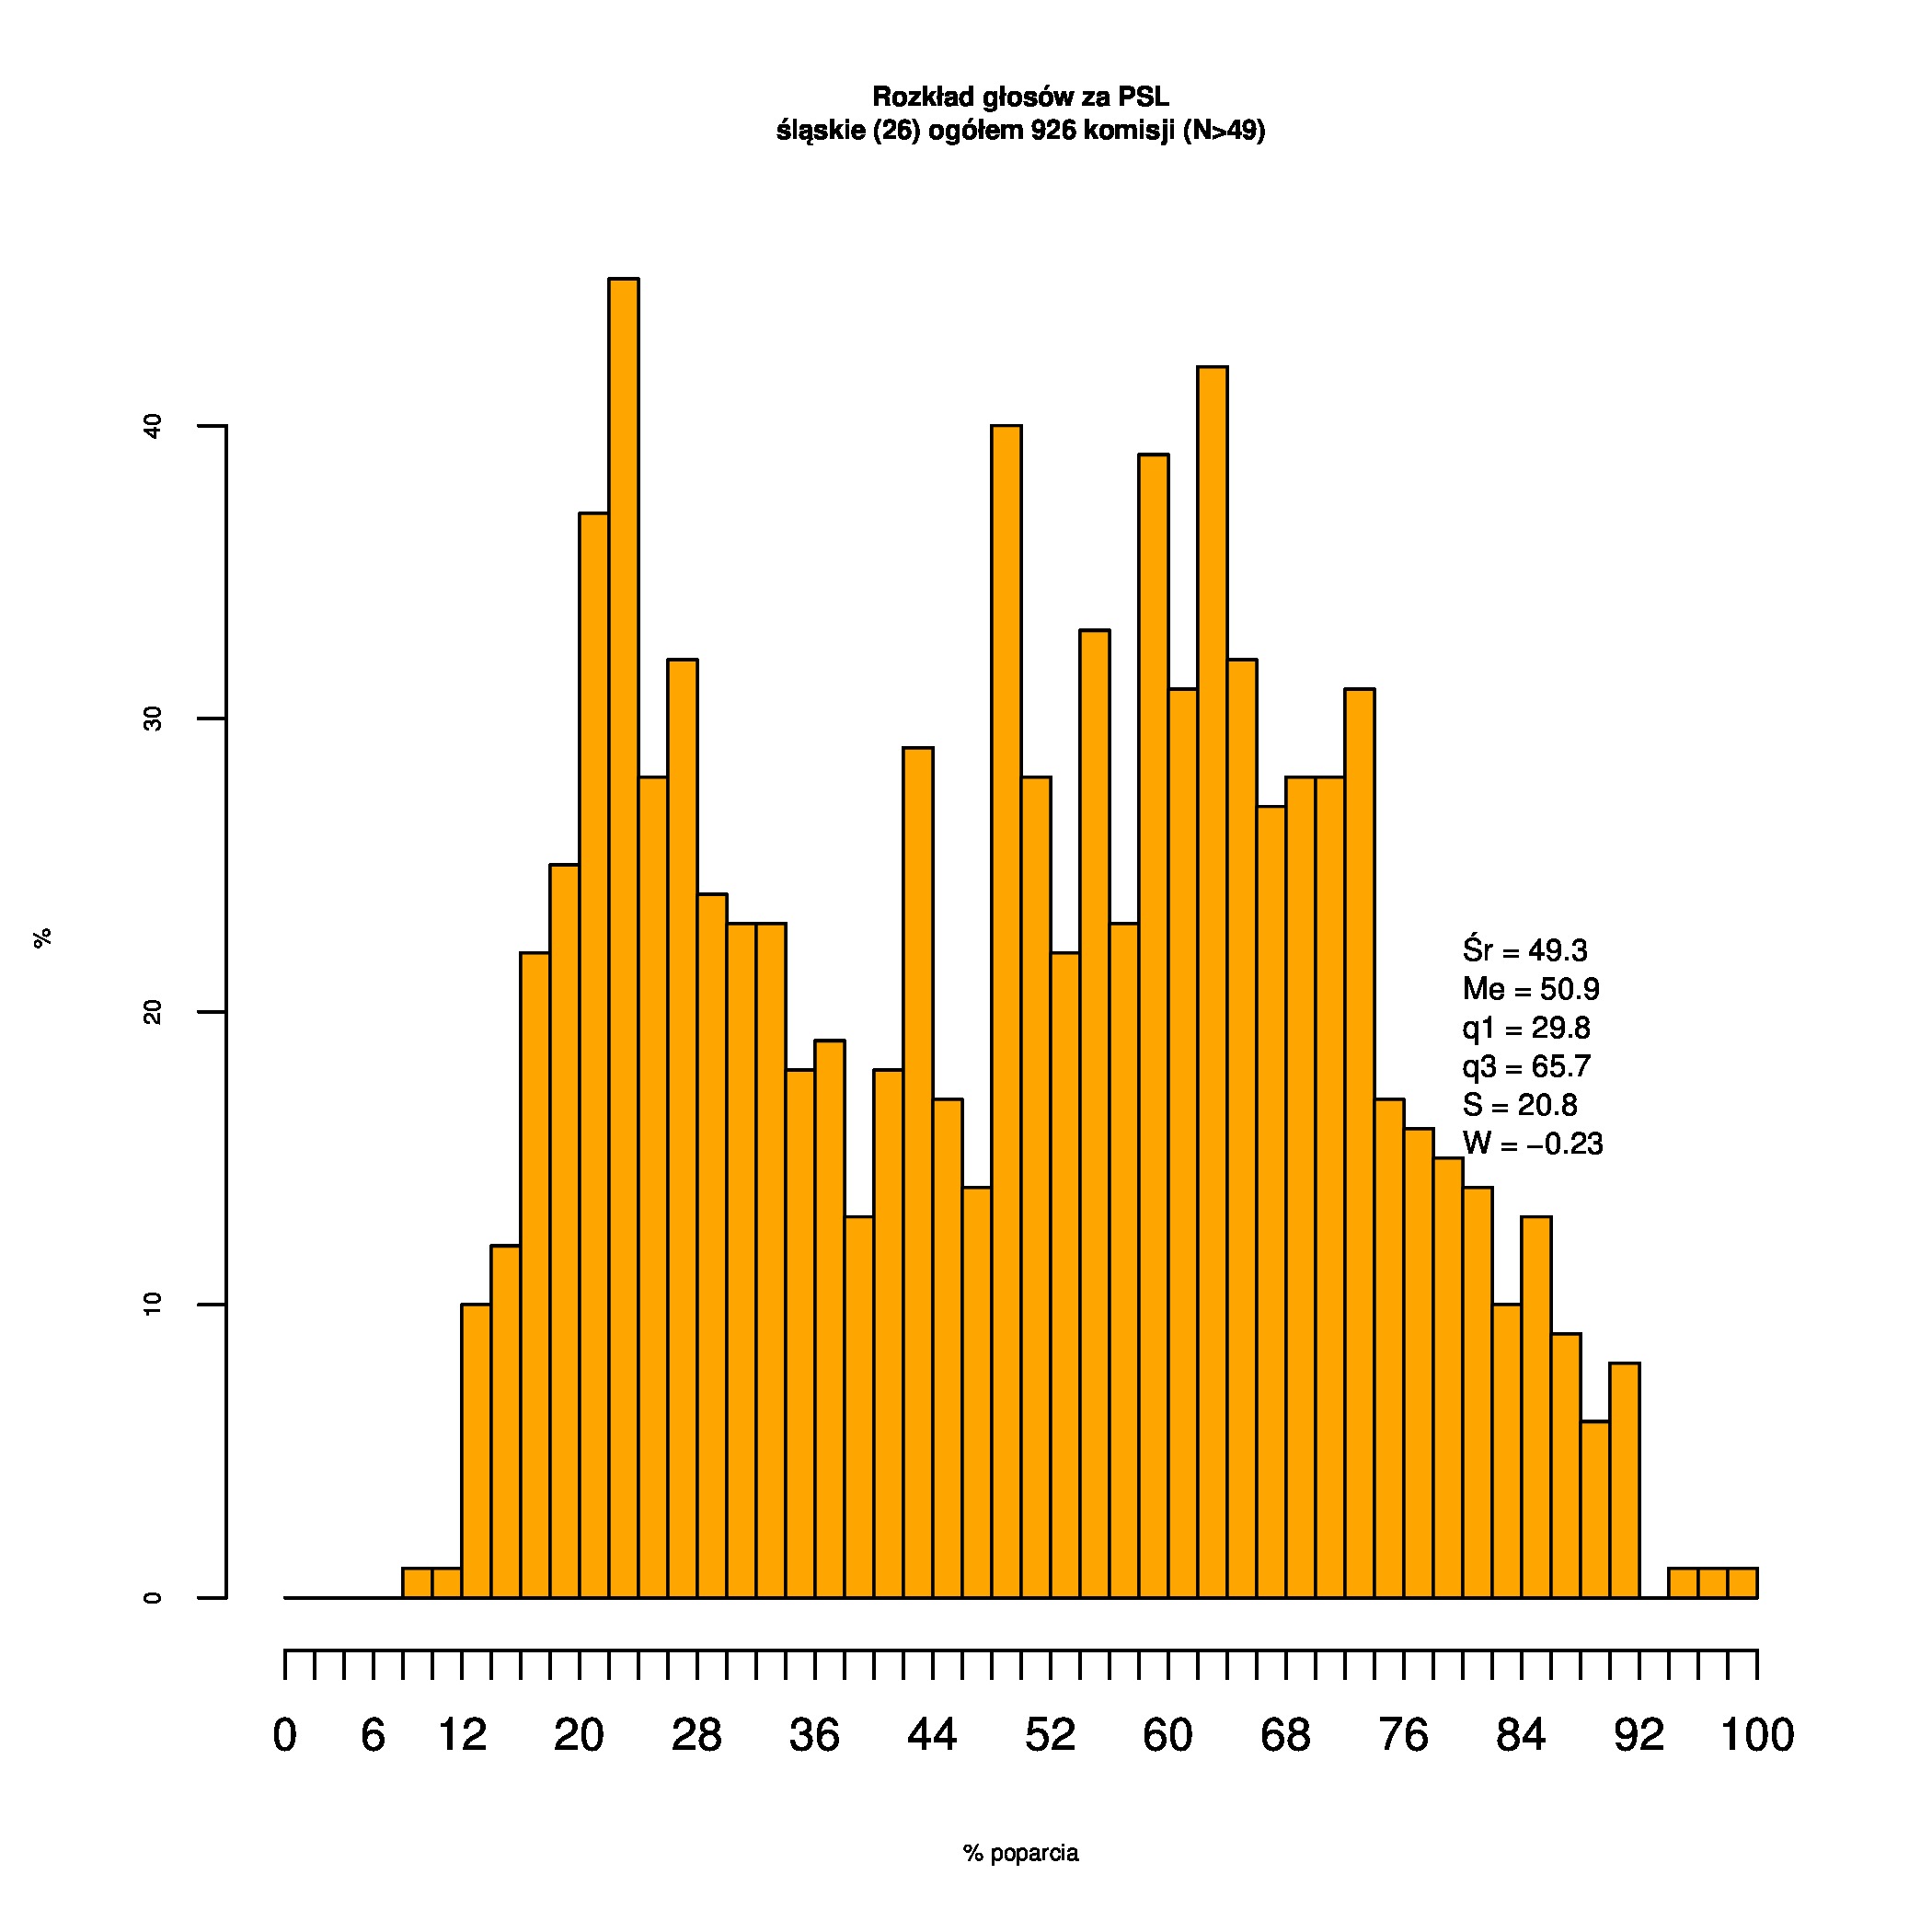 Rozkład głosów za PSL
śląskie (26) ogółem 926 komisji (N>49)
%
40
30
20
10
0
Śr = 49.3
Me = 50.9
q1 = 29.8
q3 = 65.7
S = 20.8
W = −0.23
0 6 12 20 28 36 44 52 60 68 76 84 92 100
% poparcia